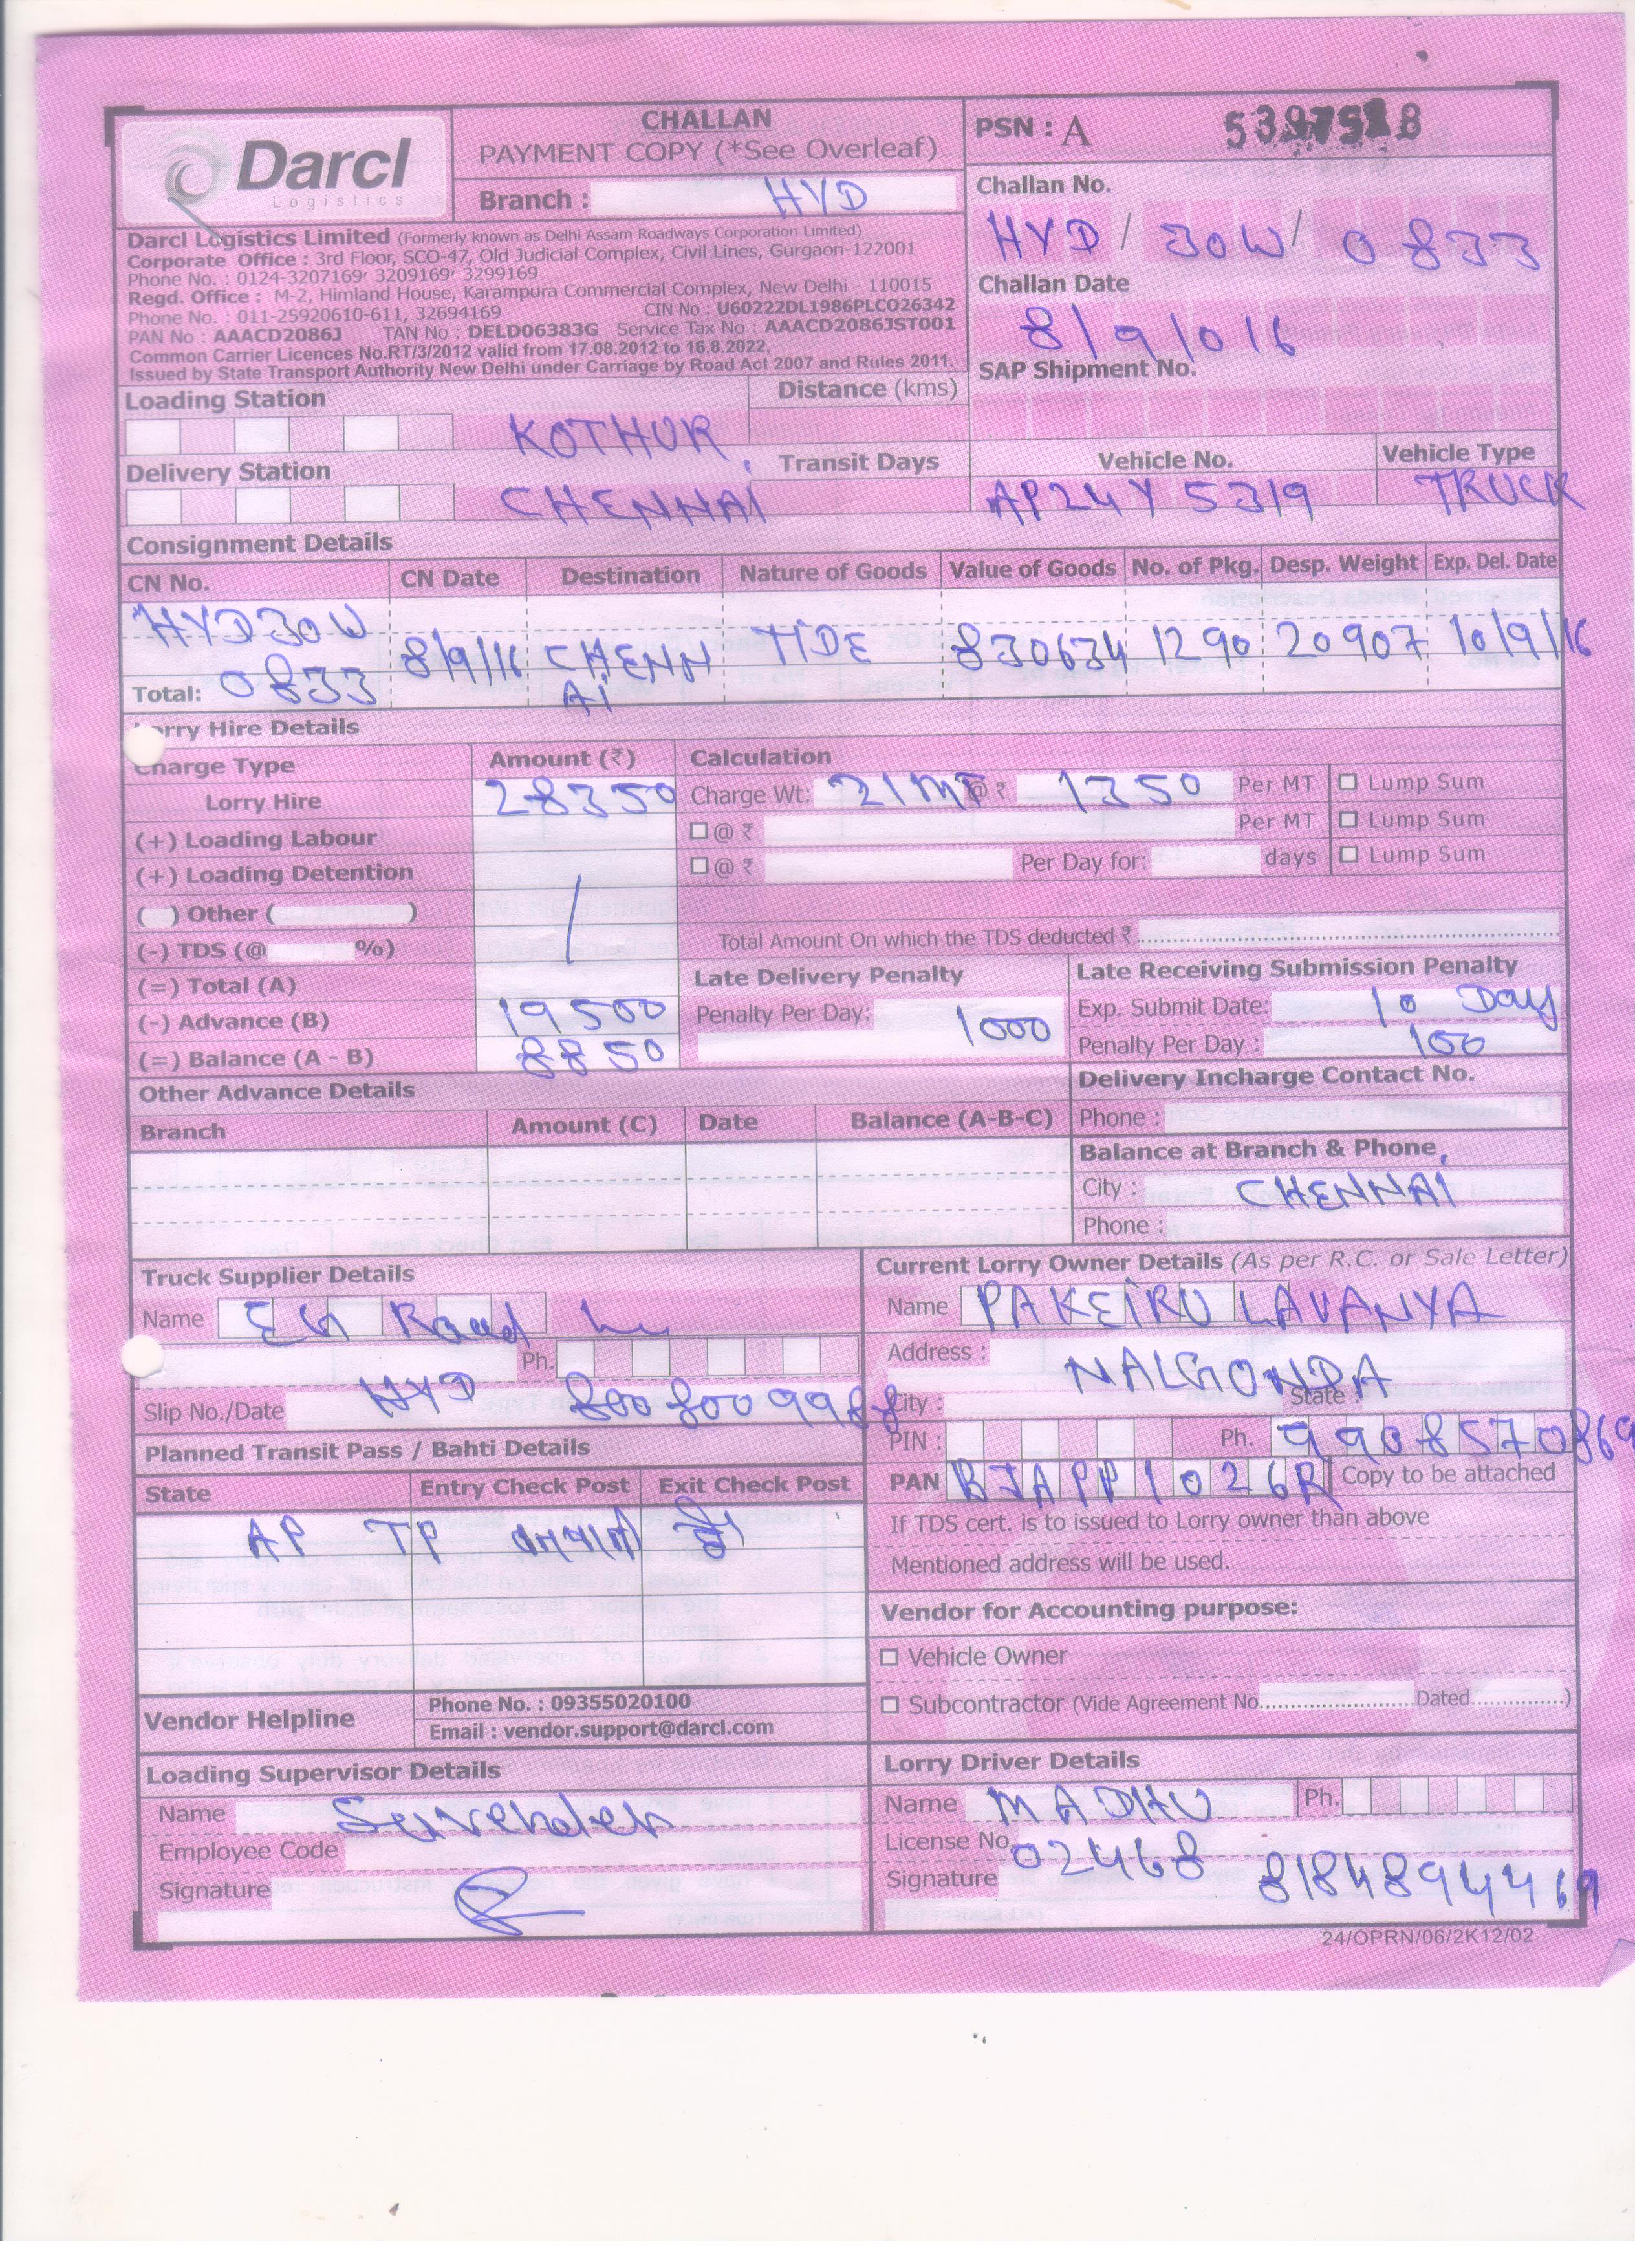 Darcl
Logistics
CHALLAN
PAYMENT COPY (*See Overleaf)
Branch : HYD
PSN : A
Challan No.
HYD / 30W / 0833
Challan Date
8/9/016
SAP Shipment No.
Darcl Logistics Limited (Formerly known as Delhi Assam Roadways Corporation Limited)
Corporate Office : 3rd Floor, SCO-47, Old Judicial Complex, Civil Lines, Gurgaon-122001
Phone No. : 0124-3207169, 3209169, 3299169
Regd. Office : M-2, Himland House, Karampura Commercial Complex, New Delhi - 110015
Phone No. : 011-25920610-611, 32694169 CIN No : U60222DL1986PLCO26342
PAN No : AAACD2086J TAN No : DELD06383G Service Tax No : AAACD2086JST001
Common Carrier Licences No.RT/3/2012 valid from 17.08.2012 to 16.8.2022,
Issued by State Transport Authority New Delhi under Carriage by Road Act 2007 and Rules 2011.
Loading Station KOTHUR Distance (kms)
Delivery Station CHENNAI Transit Days
Vehicle No. Vehicle Type
AP24Y 5319 TRUCK
Consignment Details
CN No. CN Date Destination Nature of Goods Value of Goods No. of Pkg. Desp. Weight Exp. Del. Date
HYD30W
0833 8/9/16 CHENN TIDE 830634 1290 20907 10/9/16
AI
Total:
Lorry Hire Details
Charge Type Amount (₹) Calculation
Lorry Hire 28350 Charge Wt: 21MT @ ₹ 1350 Per MT Lump Sum
(+) Loading Labour @ ₹ Per MT Lump Sum
(+) Loading Detention @ ₹ Per Day for: days Lump Sum
( ) Other ( )
(-) TDS (@ %) Total Amount On which the TDS deducted ₹
(=) Total (A)
(-) Advance (B) 19500
(=) Balance (A - B) 8850
Late Delivery Penalty
Penalty Per Day: 1000
Late Receiving Submission Penalty
Exp. Submit Date: 10 Day
Penalty Per Day : 100
Other Advance Details
Branch Amount (C) Date Balance (A-B-C)
Delivery Incharge Contact No.
Phone :
Balance at Branch & Phone
City : CHENNAI
Phone :
Truck Supplier Details
Name
Ph.
HYD 8008009988
Slip No./Date
Planned Transit Pass / Bahti Details
State Entry Check Post Exit Check Post
AP TP
Current Lorry Owner Details (As per R.C. or Sale Letter)
Name PAKEIRU LAVANYA
Address : NALGONDA
City : State :
PIN : Ph. 9908570869
PAN BJAPP1026R Copy to be attached
If TDS cert. is to issued to Lorry owner than above
Mentioned address will be used.
Vendor for Accounting purpose:
Vehicle Owner
Subcontractor (Vide Agreement No. Dated )
Vendor Helpline
Phone No. : 09355020100
Email : vendor.support@darcl.com
Loading Supervisor Details
Name Surender
Employee Code
Signature
Lorry Driver Details
Name MADHU Ph.
License No. 02468
Signature 8184894469
24/OPRN/06/2K12/02